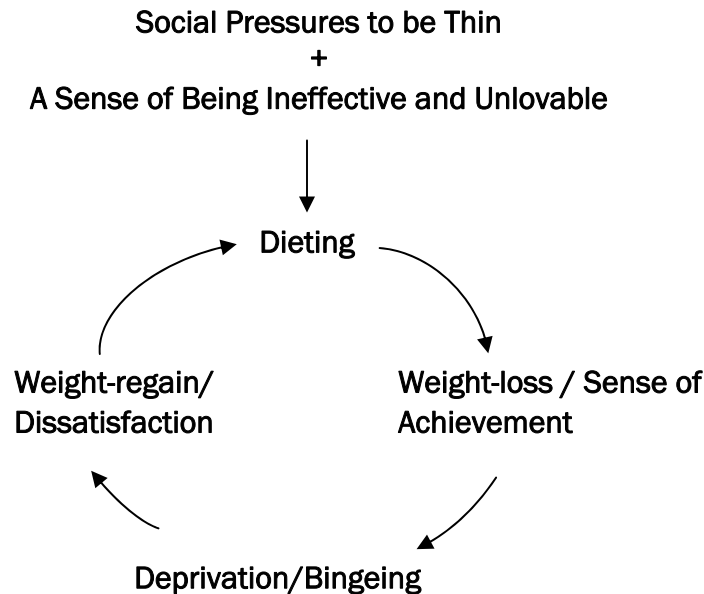 Social Pressures to be Thin
+
A Sense of Being Ineffective and Unlovable
Dieting
Weight-regain/
Dissatisfaction
Weight-loss / Sense of
Achievement
Deprivation/Bingeing